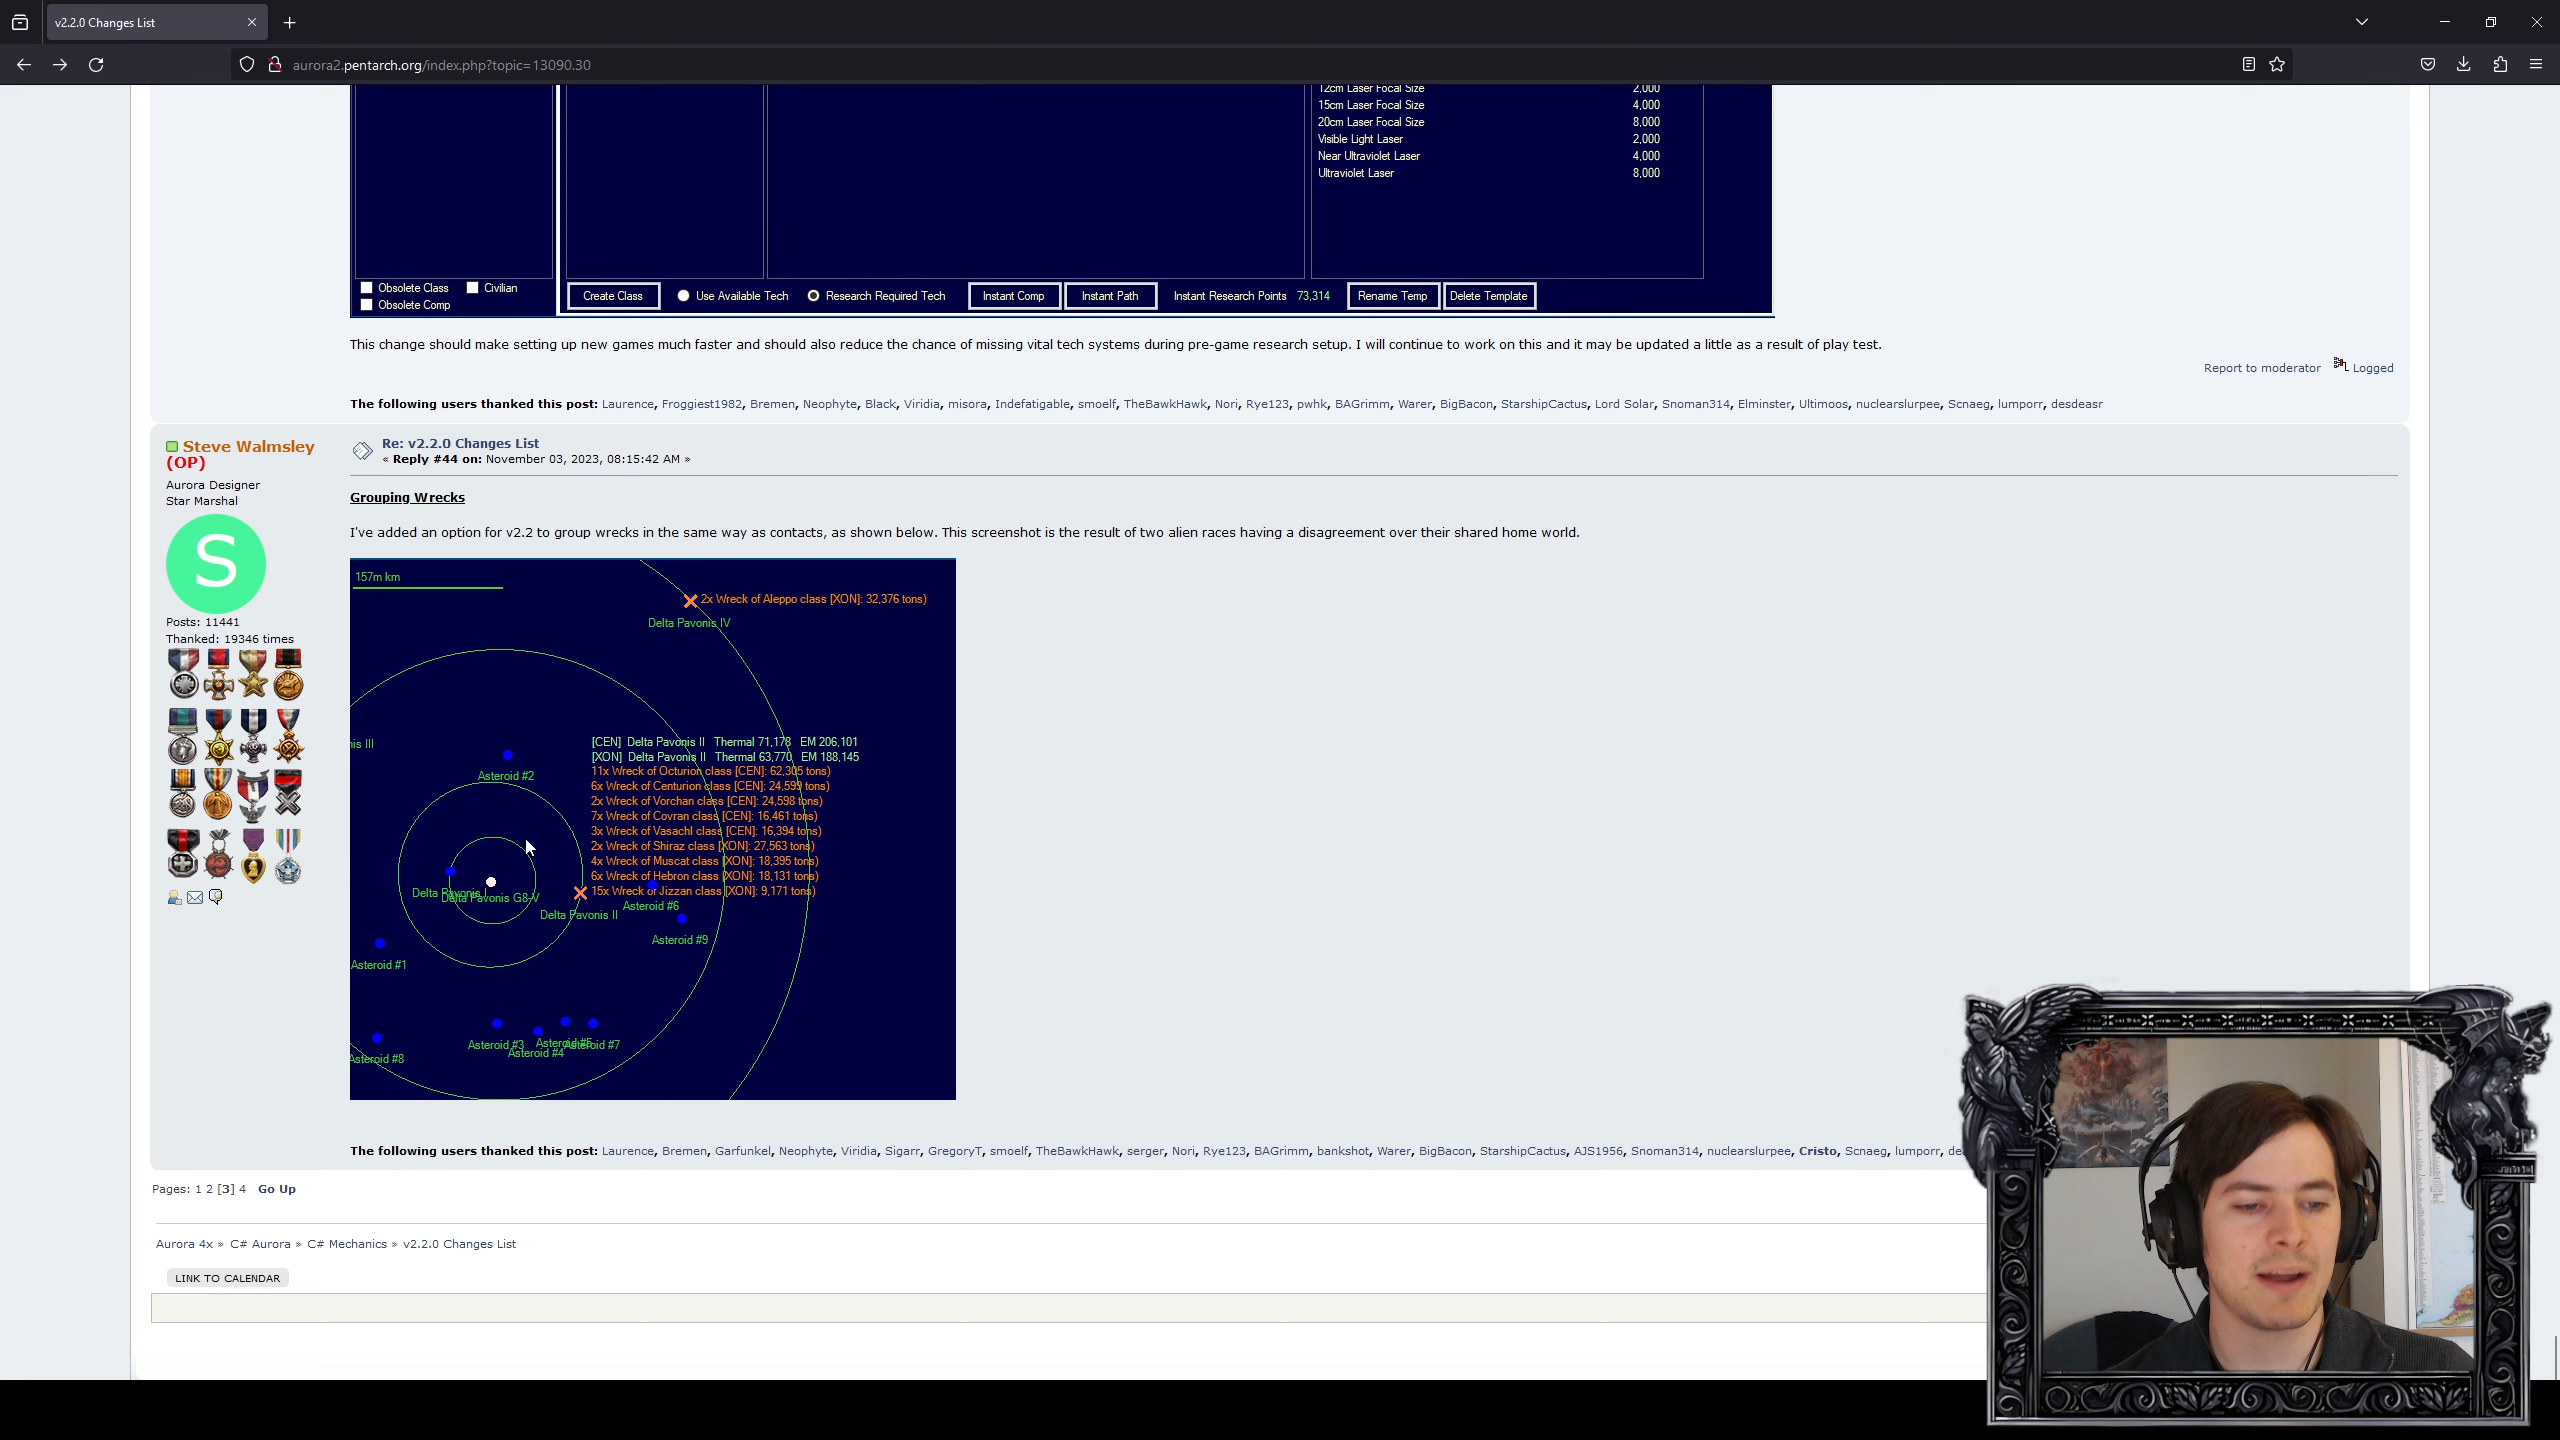 v2.2.0 Changes List
aurora2.pentarch.org/index.php?topic=13090.30
12cm Laser Focal Size 2,000
15cm Laser Focal Size 4,000
20cm Laser Focal Size 8,000
Visible Light Laser 2,000
Near Ultraviolet Laser 4,000
Ultraviolet Laser 8,000
Obsolete Class Civilian
Obsolete Comp
Create Class Use Available Tech Research Required Tech Instant Comp Instant Path Instant Research Points 73,314 Rename Temp Delete Template
This change should make setting up new games much faster and should also reduce the chance of missing vital tech systems during pre-game research setup. I will continue to work on this and it may be updated a little as a result of play test.
Report to moderator Logged
The following users thanked this post: Laurence, Froggiest1982, Bremen, Neophyte, Black, Viridia, misora, Indefatigable, smoelf, TheBawkHawk, Nori, Rye123, pwhk, BAGrimm, Warer, BigBacon, StarshipCactus, Lord Solar, Snoman314, Elminster, Ultimoos, nuclearslurpee, Scnaeg, lumporr, desdeasr
Steve Walmsley
(OP)
Aurora Designer
Star Marshal
S
Posts: 11441
Thanked: 19346 times
Re: v2.2.0 Changes List
« Reply #44 on: November 03, 2023, 08:15:42 AM »
Grouping Wrecks
I've added an option for v2.2 to group wrecks in the same way as contacts, as shown below. This screenshot is the result of two alien races having a disagreement over their shared home world.
157m km
2x Wreck of Aleppo class [XON]: 32,376 tons)
Delta Pavonis IV
nis III
[CEN] Delta Pavonis II Thermal 71,178 EM 206,101
[XON] Delta Pavonis II Thermal 63,770 EM 188,145
11x Wreck of Octurion class [CEN]: 62,305 tons)
6x Wreck of Centurion class [CEN]: 24,599 tons)
2x Wreck of Vorchan class [CEN]: 24,598 tons)
7x Wreck of Covran class [CEN]: 16,461 tons)
3x Wreck of Vasachl class [CEN]: 16,394 tons)
2x Wreck of Shiraz class [XON]: 27,563 tons)
4x Wreck of Muscat class [XON]: 18,395 tons)
6x Wreck of Hebron class [XON]: 18,131 tons)
15x Wreck of Jizzan class [XON]: 9,171 tons)
Asteroid #2
Delta Pavonis I
Delta Pavonis G8-V
Delta Pavonis II
Asteroid #6
Asteroid #9
Asteroid #1
Asteroid #3
Asteroid #4
Asteroid #5
Asteroid #7
Asteroid #8
The following users thanked this post: Laurence, Bremen, Garfunkel, Neophyte, Viridia, Sigarr, GregoryT, smoelf, TheBawkHawk, serger, Nori, Rye123, BAGrimm, bankshot, Warer, BigBacon, StarshipCactus, AJS1956, Snoman314, nuclearslurpee, Cristo, Scnaeg, lumporr,
Pages: 1 2 [3] 4 Go Up
Aurora 4x » C# Aurora » C# Mechanics » v2.2.0 Changes List
LINK TO CALENDAR